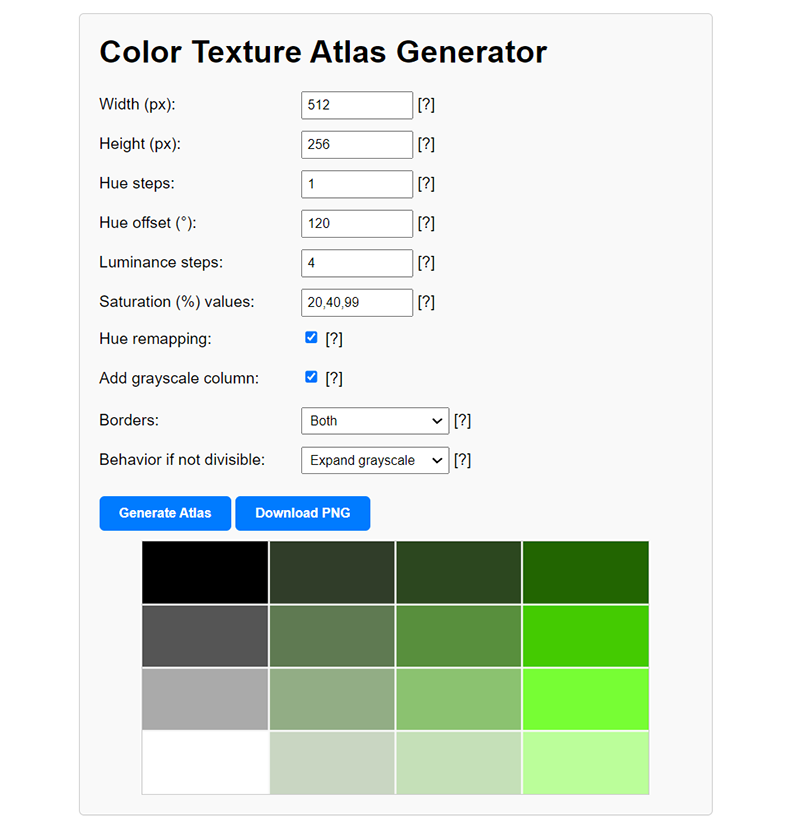 Color Texture Atlas Generator
Width (px): 512 [?]
Height (px): 256 [?]
Hue steps: 1 [?]
Hue offset (°): 120 [?]
Luminance steps: 4 [?]
Saturation (%) values: 20,40,99 [?]
Hue remapping: [?]
Add grayscale column: [?]
Borders: Both [?]
Behavior if not divisible: Expand grayscale [?]
Generate Atlas Download PNG